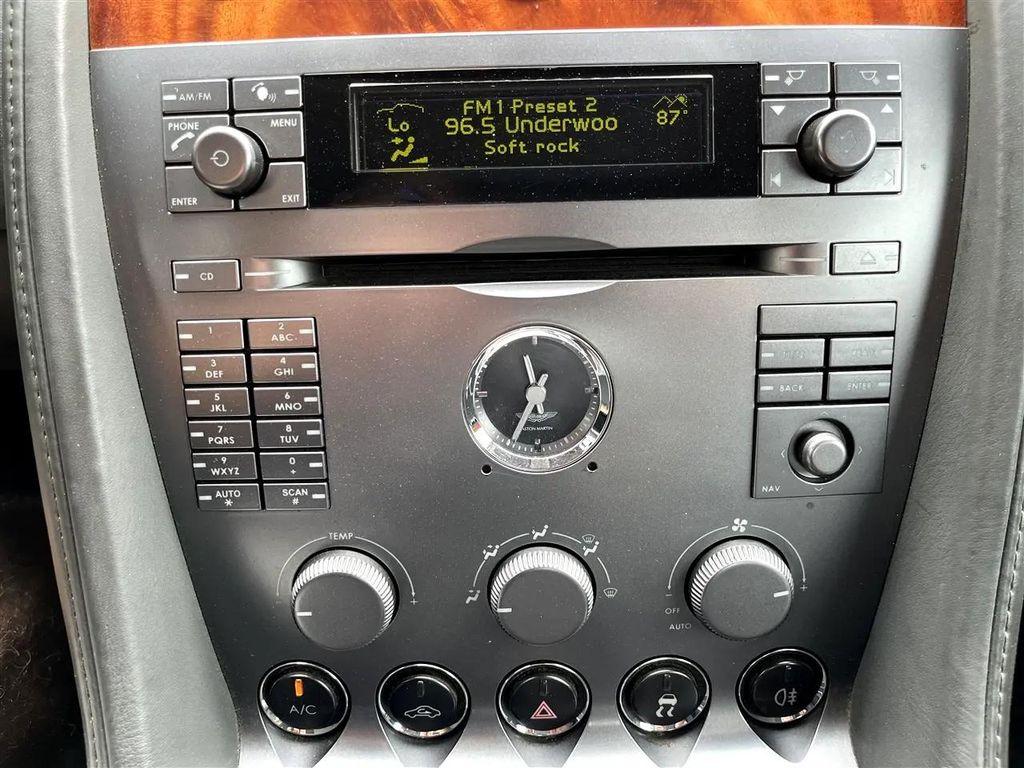 AM/FM
PHONE
MENU
ENTER
EXIT
FM1 Preset 2
Lo
96.5 Underwoo
87°
Soft rock
CD
1
2
ABC
3
DEF
4
GHI
5
JKL
6
MNO
7
PQRS
8
TUV
9
WXYZ
0
+
AUTO
*
SCAN
#
ASTON MARTIN
BACK
ENTER
NAV
TEMP
- +
- +
OFF
AUTO
A/C